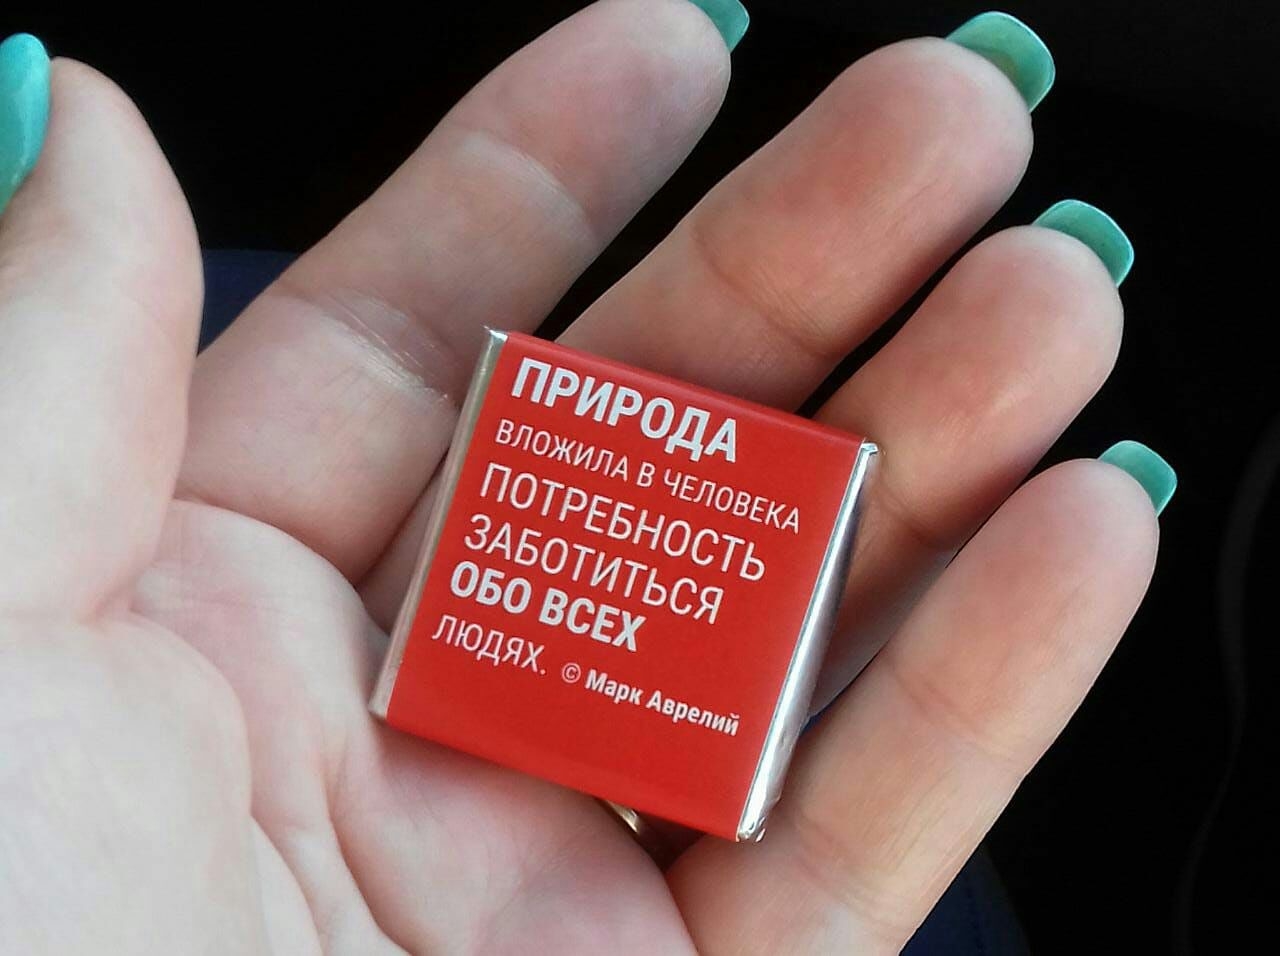 ПРИРОДА
ВЛОЖИЛА В ЧЕЛОВЕКА
ПОТРЕБНОСТЬ
ЗАБОТИТЬСЯ
ОБО ВСЕХ
ЛЮДЯХ. © Марк Аврелий